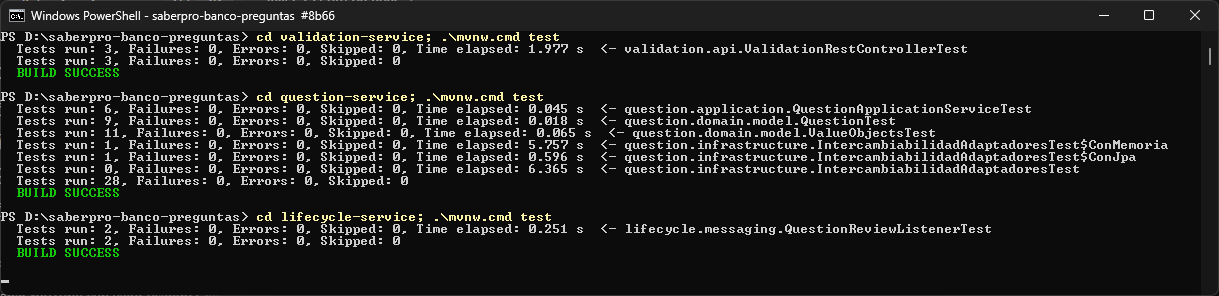 Windows PowerShell - saberpro-banco-preguntas #8b66
PS D:\saberpro-banco-preguntas> cd validation-service; .\mvnw.cmd test
Tests run: 3, Failures: 0, Errors: 0, Skipped: 0, Time elapsed: 1.977 s <- validation.api.ValidationRestControllerTest
Tests run: 3, Failures: 0, Errors: 0, Skipped: 0
BUILD SUCCESS
PS D:\saberpro-banco-preguntas> cd question-service; .\mvnw.cmd test
Tests run: 6, Failures: 0, Errors: 0, Skipped: 0, Time elapsed: 0.045 s <- question.application.QuestionApplicationServiceTest
Tests run: 9, Failures: 0, Errors: 0, Skipped: 0, Time elapsed: 0.018 s <- question.domain.model.QuestionTest
Tests run: 11, Failures: 0, Errors: 0, Skipped: 0, Time elapsed: 0.065 s <- question.domain.model.ValueObjectsTest
Tests run: 1, Failures: 0, Errors: 0, Skipped: 0, Time elapsed: 5.757 s <- question.infrastructure.IntercambiabilidadAdaptadoresTest$ConMemoria
Tests run: 1, Failures: 0, Errors: 0, Skipped: 0, Time elapsed: 0.596 s <- question.infrastructure.IntercambiabilidadAdaptadoresTest$ConJpa
Tests run: 0, Failures: 0, Errors: 0, Skipped: 0, Time elapsed: 6.365 s <- question.infrastructure.IntercambiabilidadAdaptadoresTest
Tests run: 28, Failures: 0, Errors: 0, Skipped: 0
BUILD SUCCESS
PS D:\saberpro-banco-preguntas> cd lifecycle-service; .\mvnw.cmd test
Tests run: 2, Failures: 0, Errors: 0, Skipped: 0, Time elapsed: 0.251 s <- lifecycle.messaging.QuestionReviewListenerTest
Tests run: 2, Failures: 0, Errors: 0, Skipped: 0
BUILD SUCCESS